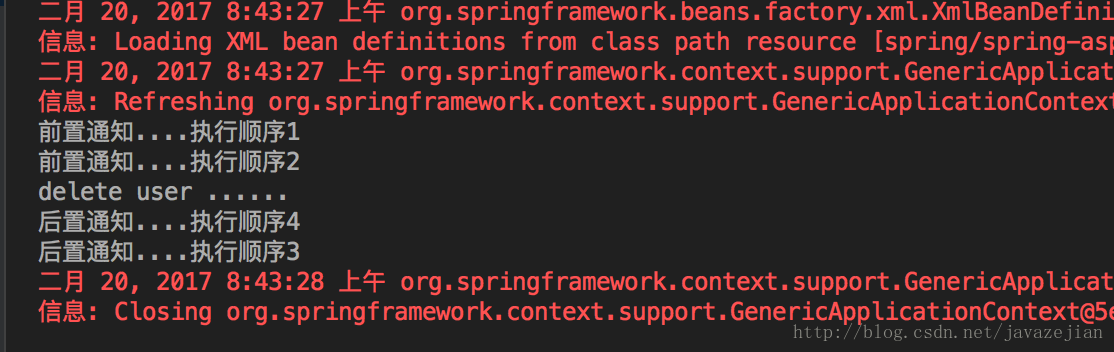 二月 20, 2017 8:43:27 上午 org.springframework.beans.factory.xml.XmlBeanDefini
信息: Loading XML bean definitions from class path resource [spring/spring-asp
二月 20, 2017 8:43:27 上午 org.springframework.context.support.GenericApplicat
信息: Refreshing org.springframework.context.support.GenericApplicationContext
前置通知....执行顺序1
前置通知....执行顺序2
delete user ......
后置通知....执行顺序4
后置通知....执行顺序3
二月 20, 2017 8:43:28 上午 org.springframework.context.support.GenericApplicat
信息: Closing org.springframework.context.support.GenericApplicationContext@5e
http://blog.csdn.net/javazejian